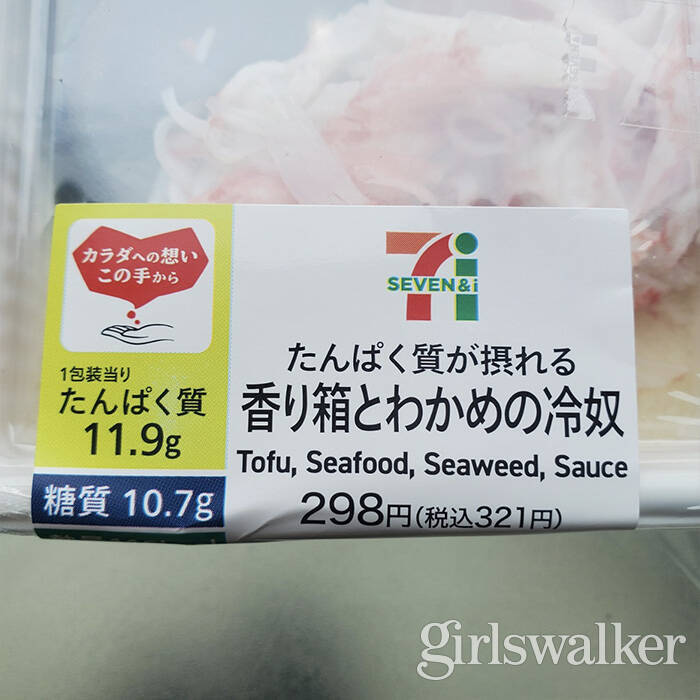 カラダへの想い
この手から
1包装当り
たんぱく質
11.9g
糖質 10.7g
SEVEN&i
たんぱく質が摂れる
香り箱とわかめの冷奴
Tofu, Seafood, Seaweed, Sauce
298円(税込321円)
girlswalker